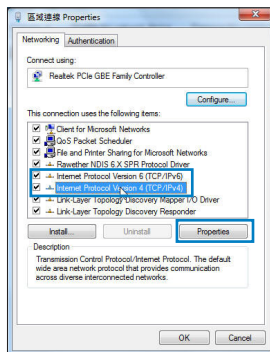 區域連線 Properties
Networking Authentication
Connect using:
Realtek PCIe GBE Family Controller
Configure...
This connection uses the following items:
Client for Microsoft Networks
QoS Packet Scheduler
File and Printer Sharing for Microsoft Networks
Rawether NDIS 6.X SPR Protocol Driver
Internet Protocol Version 6 (TCP/IPv6)
Internet Protocol Version 4 (TCP/IPv4)
Link-Layer Topology Discovery Mapper I/O Driver
Link-Layer Topology Discovery Responder
Install... Uninstall Properties
Description
Transmission Control Protocol/Internet Protocol. The default
wide area network protocol that provides communication
across diverse interconnected networks.
OK Cancel